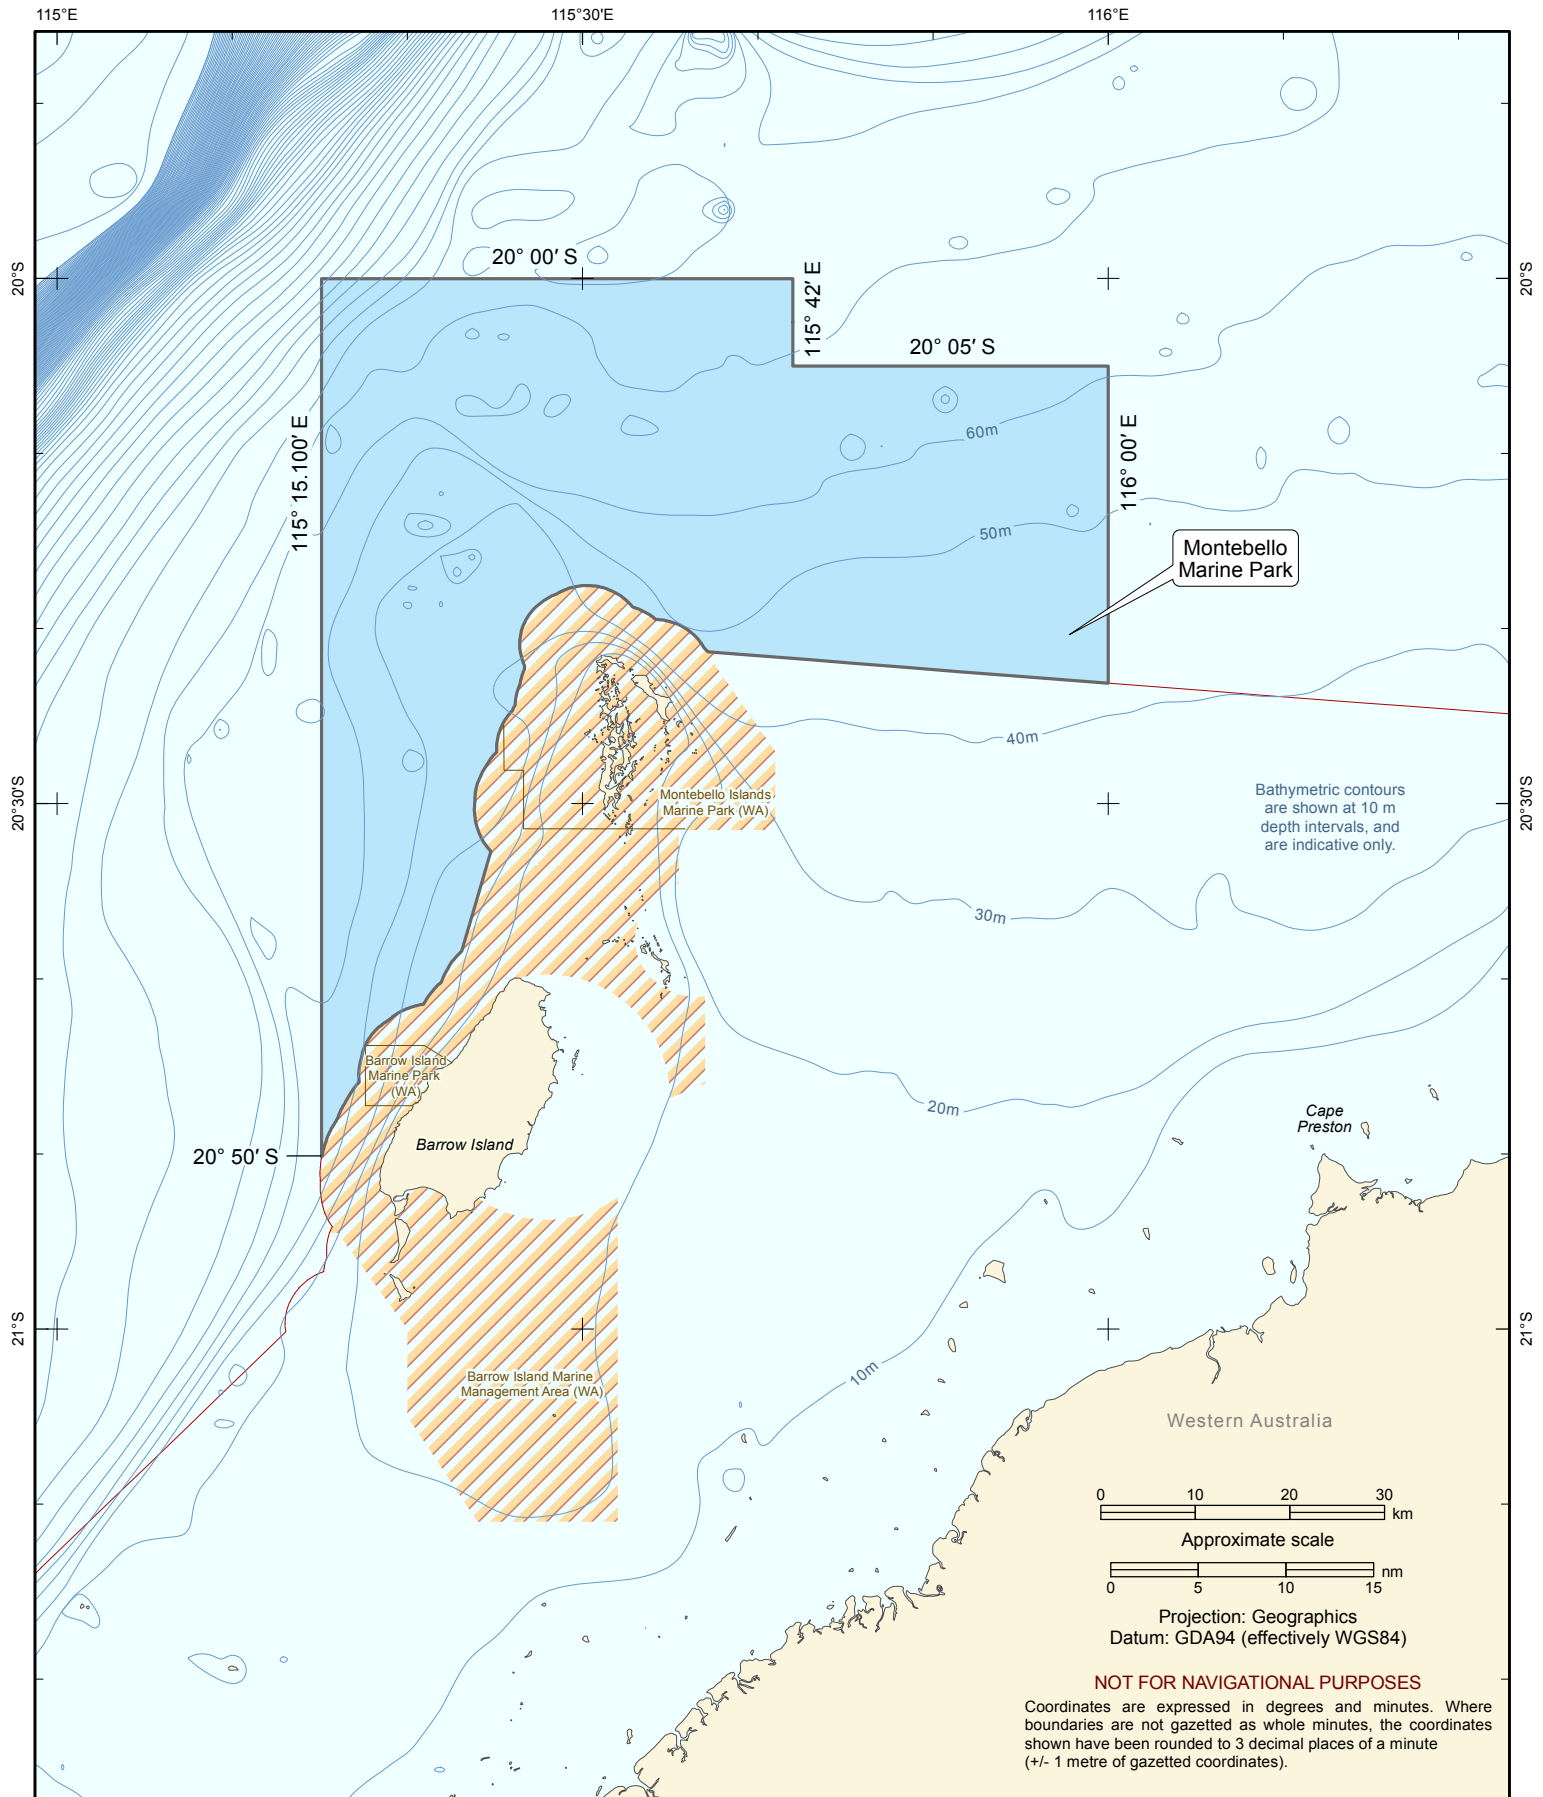 115°E
115°30'E
116°E
20°S
20°S
20° 00' S
115° 42' E
20° 05' S
115° 15.100' E
116° 00' E
60m
50m
Montebello
Marine Park
40m
20°30'S
20°30'S
Montebello Islands
Marine Park (WA)
Bathymetric contours
are shown at 10 m
depth intervals, and
are indicative only.
30m
Barrow Island
Marine Park
(WA)
20m
Cape
Preston
Barrow Island
20° 50' S
21°S
21°S
10m
Barrow Island Marine
Management Area (WA)
Western Australia
0 10 20 30
km
Approximate scale
nm
0 5 10 15
Projection: Geographics
Datum: GDA94 (effectively WGS84)
NOT FOR NAVIGATIONAL PURPOSES
Coordinates are expressed in degrees and minutes. Where
boundaries are not gazetted as whole minutes, the coordinates
shown have been rounded to 3 decimal places of a minute
(+/- 1 metre of gazetted coordinates).